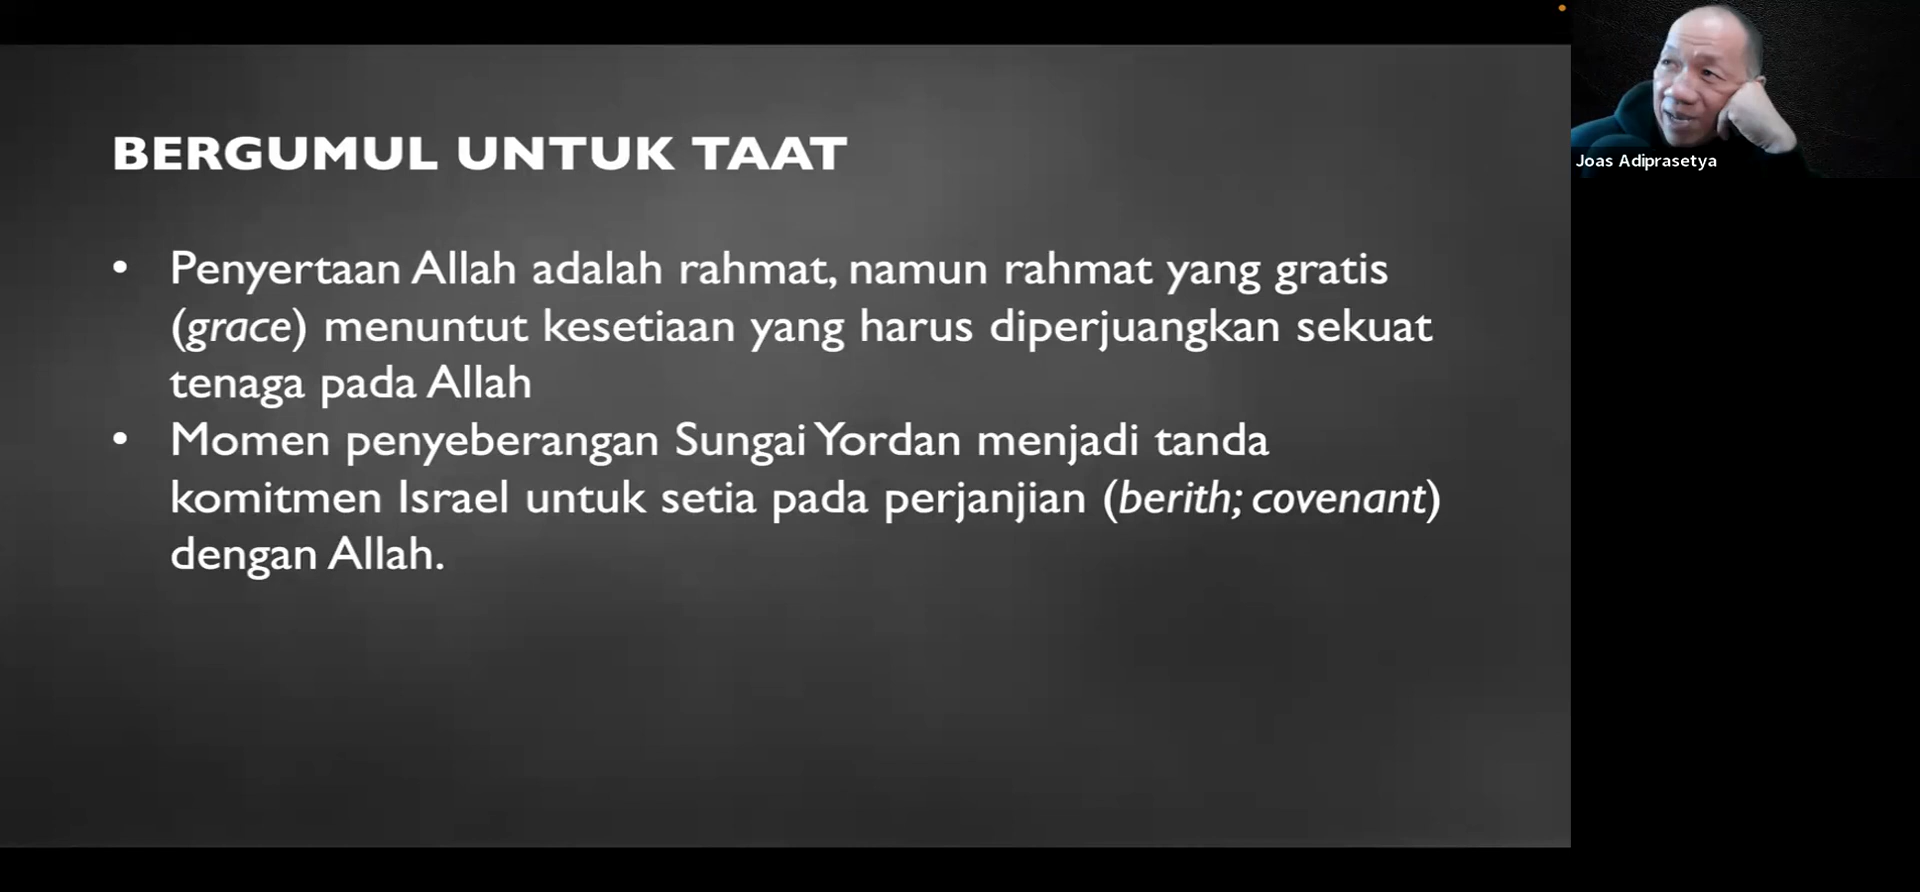 BERGUMUL UNTUK TAAT
• Penyertaan Allah adalah rahmat, namun rahmat yang gratis
(grace) menuntut kesetiaan yang harus diperjuangkan sekuat
tenaga pada Allah
• Momen penyeberangan Sungai Yordan menjadi tanda
komitmen Israel untuk setia pada perjanjian (berith; covenant)
dengan Allah.
Joas Adiprasetya